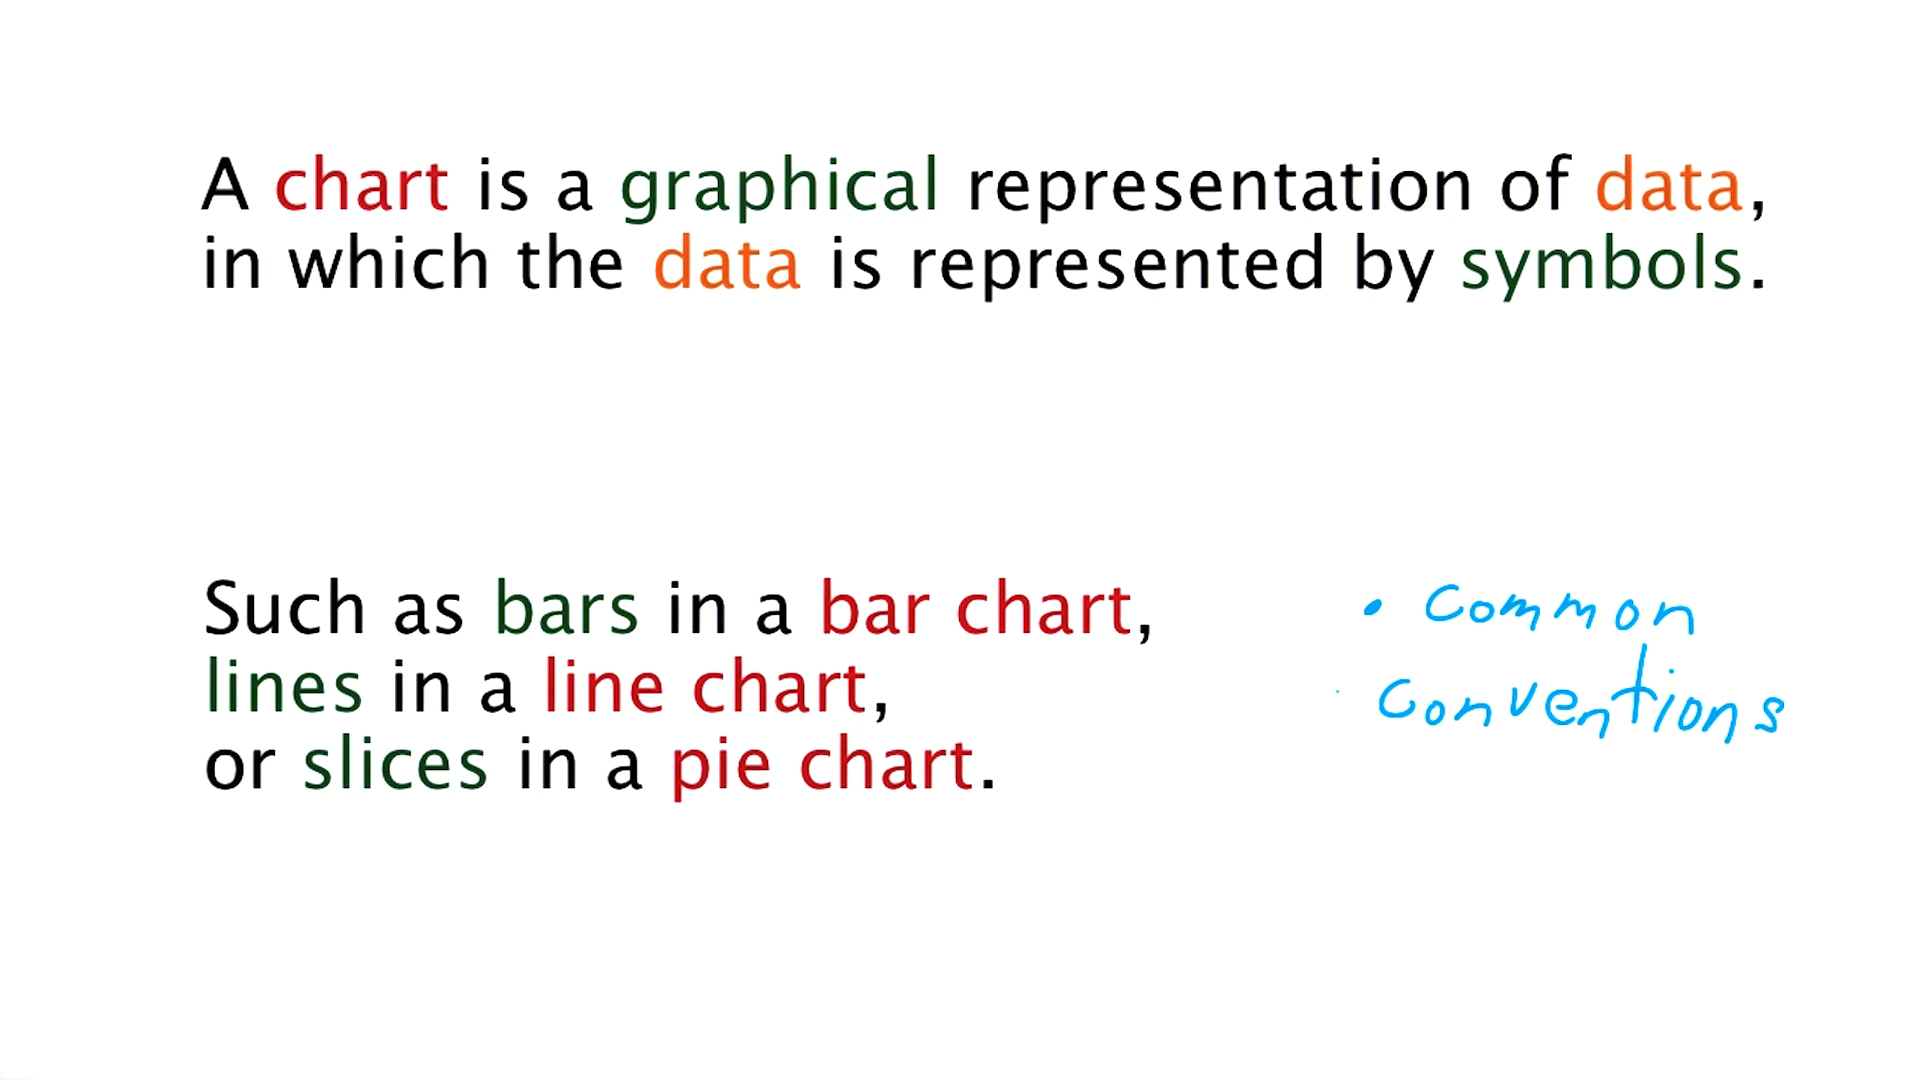 A chart is a graphical representation of data,
in which the data is represented by symbols.
Such as bars in a bar chart,
lines in a line chart,
or slices in a pie chart.
• Common
Conventions